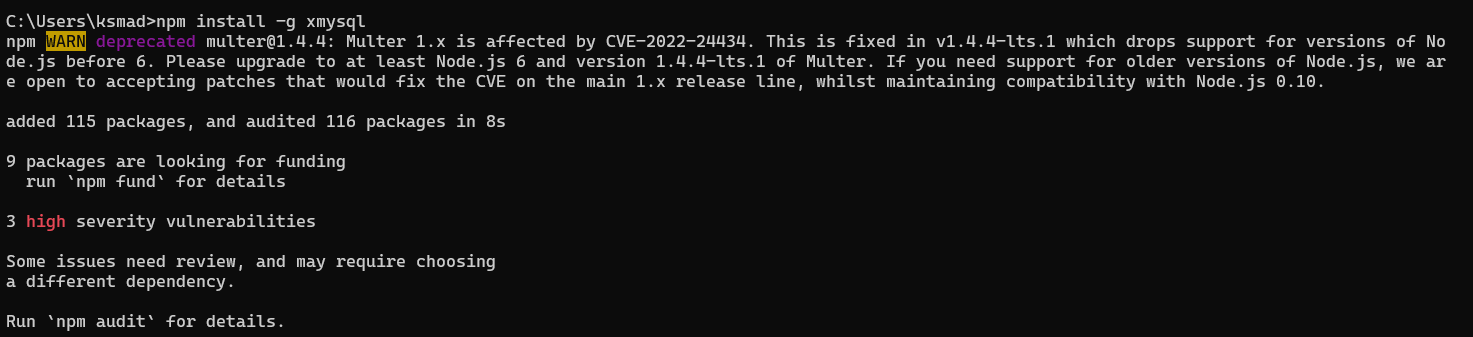 C:\Users\ksmad>npm install -g xmysql
npm WARN deprecated multer@1.4.4: Multer 1.x is affected by CVE-2022-24434. This is fixed in v1.4.4-lts.1 which drops support for versions of No
de.js before 6. Please upgrade to at least Node.js 6 and version 1.4.4-lts.1 of Multer. If you need support for older versions of Node.js, we ar
e open to accepting patches that would fix the CVE on the main 1.x release line, whilst maintaining compatibility with Node.js 0.10.
added 115 packages, and audited 116 packages in 8s
9 packages are looking for funding
  run `npm fund` for details
3 high severity vulnerabilities
Some issues need review, and may require choosing
a different dependency.
Run `npm audit` for details.